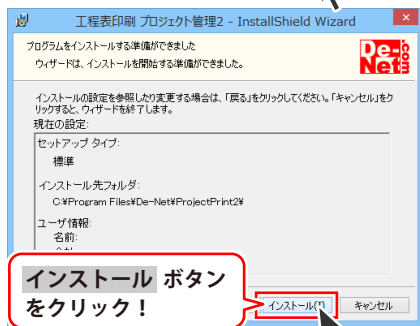 工程表印刷 プロジェクト管理2 - InstallShield Wizard
プログラムをインストールする準備ができました
ウィザードは、インストールを開始する準備ができました。
De-
Net
インストールの設定を参照したり変更する場合は、「戻る」をクリックしてください。「キャンセル」をク
リックすると、ウィザードを終了します。
現在の設定:
セットアップ タイプ:
標準
インストール先フォルダ:
C:¥Program Files¥De-Net¥ProjectPrint2¥
ユーザ情報:
名前:
インストール ボタン
をクリック！
インストール(I)
キャンセル